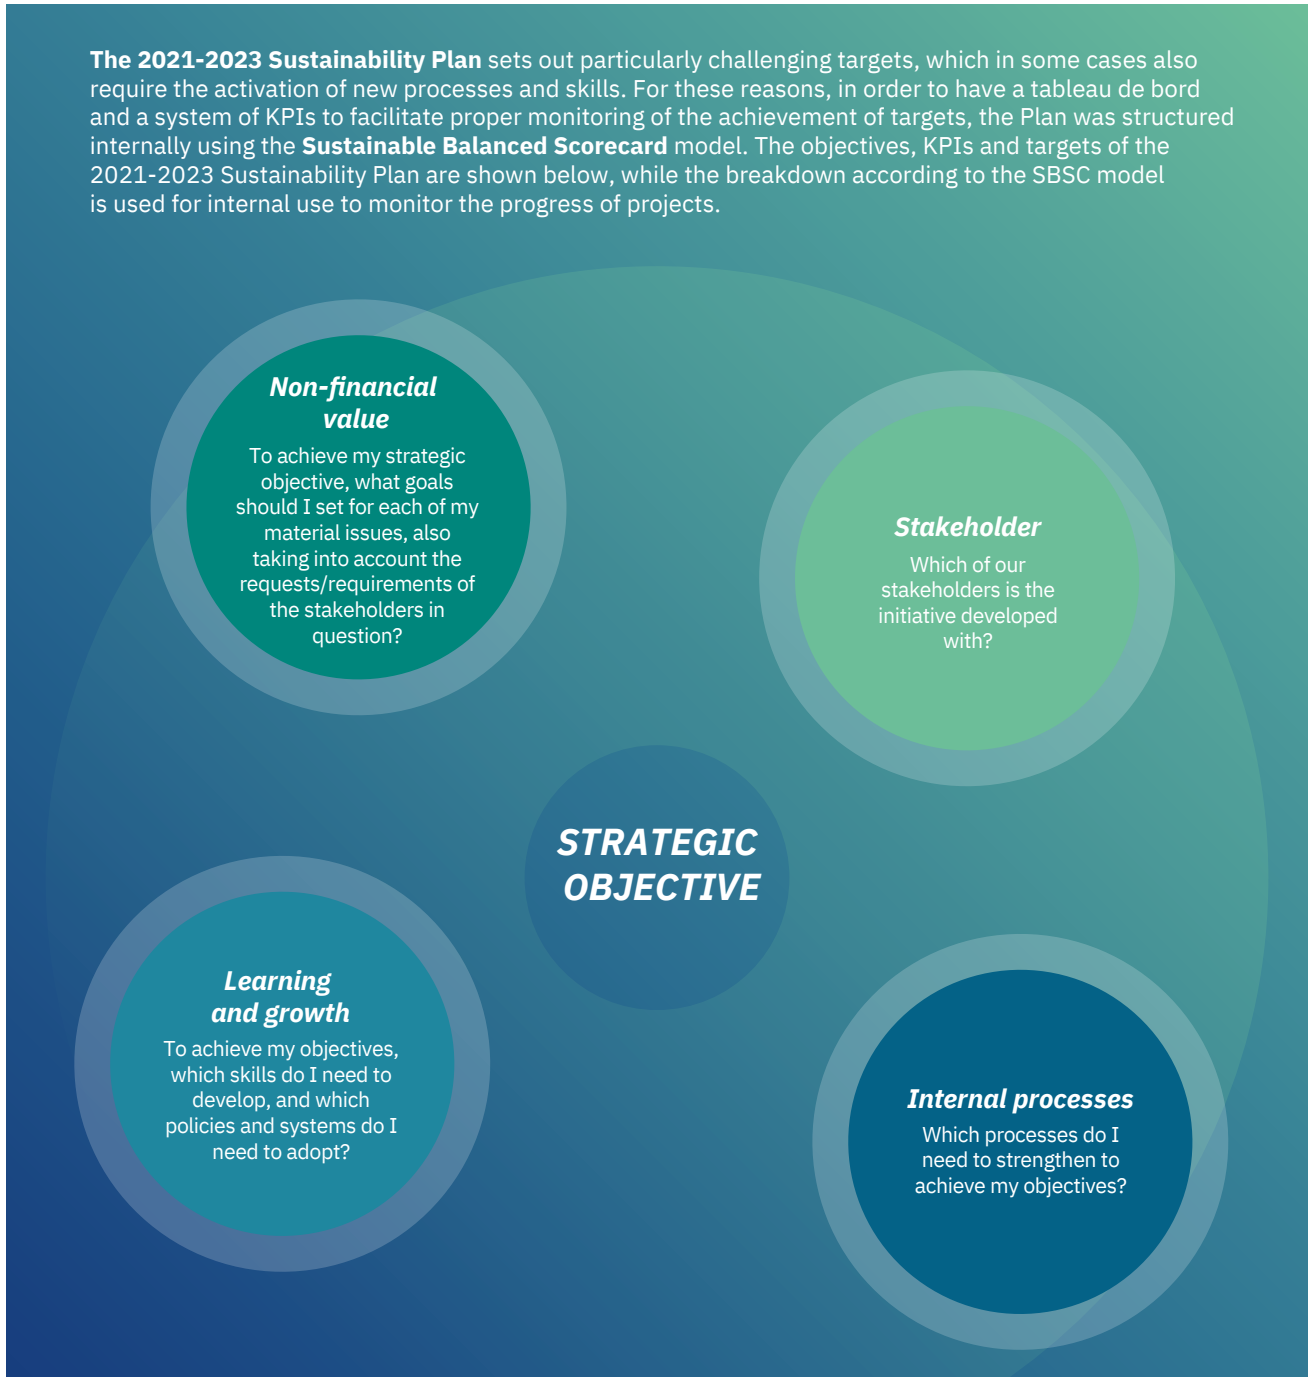 The 2021-2023 Sustainability Plan sets out particularly challenging targets, which in some cases also
require the activation of new processes and skills. For these reasons, in order to have a tableau de bord
and a system of KPIs to facilitate proper monitoring of the achievement of targets, the Plan was structured
internally using the Sustainable Balanced Scorecard model. The objectives, KPIs and targets of the
2021-2023 Sustainability Plan are shown below, while the breakdown according to the SBSC model
is used for internal use to monitor the progress of projects.
Non-financial
value
To achieve my strategic
objective, what goals
should I set for each of my
material issues, also
taking into account the
requests/requirements of
the stakeholders in
question?
Stakeholder
Which of our
stakeholders is the
initiative developed
with?
STRATEGIC
OBJECTIVE
Learning
and growth
To achieve my objectives,
which skills do I need to
develop, and which
policies and systems do I
need to adopt?
Internal processes
Which processes do I
need to strengthen to
achieve my objectives?